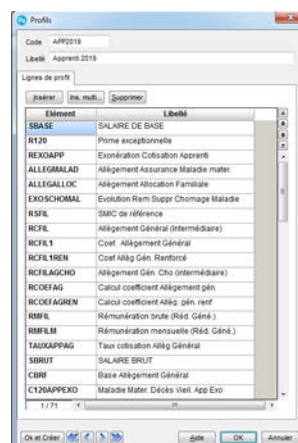 Profils
Code APP2019
Libellé Apprenti 2019
Lignes de profil
Insérer Ins. multi... Supprimer
Elément Libellé
SBASE SALAIRE DE BASE
R120 Prime exceptionnelle
REXOAPP Exonération Cotisation Apprenti
ALLEGMALAD Allègement Assurance Maladie mater.
ALLEGALLOC Allègement Allocation Familiale
EXOSCHOMAL Evolution Rem Suppr Chomage Maladie
RSFIL SMIC de référence
RCFIL Allègement Général (Intermédiaire)
RCFIL1 Coef. Allègement Général
RCFIL1REN Coef Allég Gén. Renforcé
RCFILAGCHO Allègement Gén. Cho (intermédiaire)
RCOEFAG Calcul coefficient Allègement gén.
RCOEFAGREN Calcul coefficient Allég. gén. renf
RMFIL Rémunération brute (Réd. Géné.)
RMFILM Rémunération mensuelle (Réd. Géné.)
TAUXAPPAG Taux cotisation Allég Général
SBRUT SALAIRE BRUT
CBRF Base Allègement Général
C120APPEXO Maladie Mater. Décès Vieil. App Exo
1 / 71
Ok et Créer Aide OK Annuler